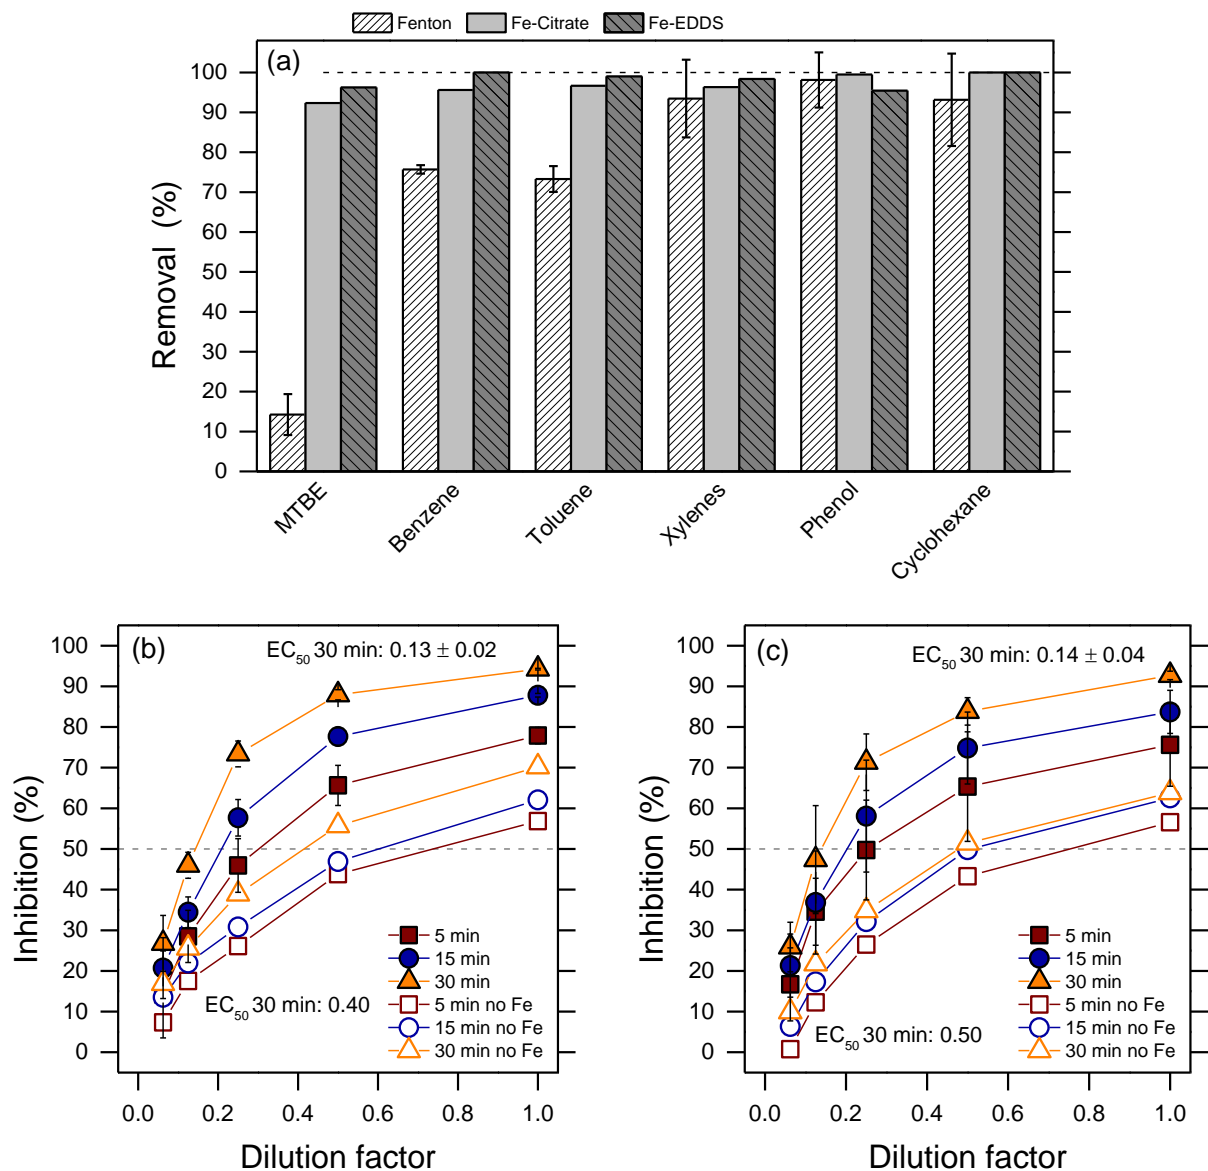 Fenton Fe-Citrate Fe-EDDS
(a)
Removal (%)
100
90
80
70
60
50
40
30
20
10
0
MTBE Benzene Toluene Xylenes Phenol Cyclohexane
(b)
EC50 30 min: 0.13 ± 0.02
Inhibition (%)
100
90
80
70
60
50
40
30
20
10
0
5 min
15 min
30 min
5 min no Fe
15 min no Fe
30 min no Fe
EC50 30 min: 0.40
0.0 0.2 0.4 0.6 0.8 1.0
Dilution factor
(c)
EC50 30 min: 0.14 ± 0.04
Inhibition (%)
100
90
80
70
60
50
40
30
20
10
0
5 min
15 min
30 min
5 min no Fe
15 min no Fe
30 min no Fe
EC50 30 min: 0.50
0.0 0.2 0.4 0.6 0.8 1.0
Dilution factor